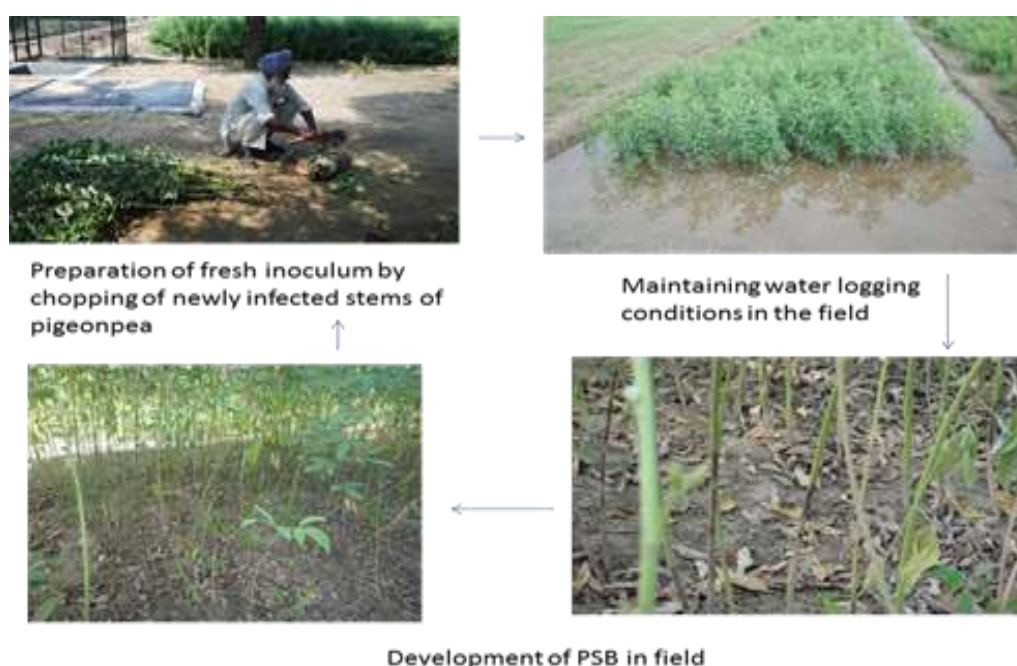 Preparation of fresh inoculum by
chopping of newly infected stems of
pigeonpea
Maintaining water logging
conditions in the field
Development of PSB in field